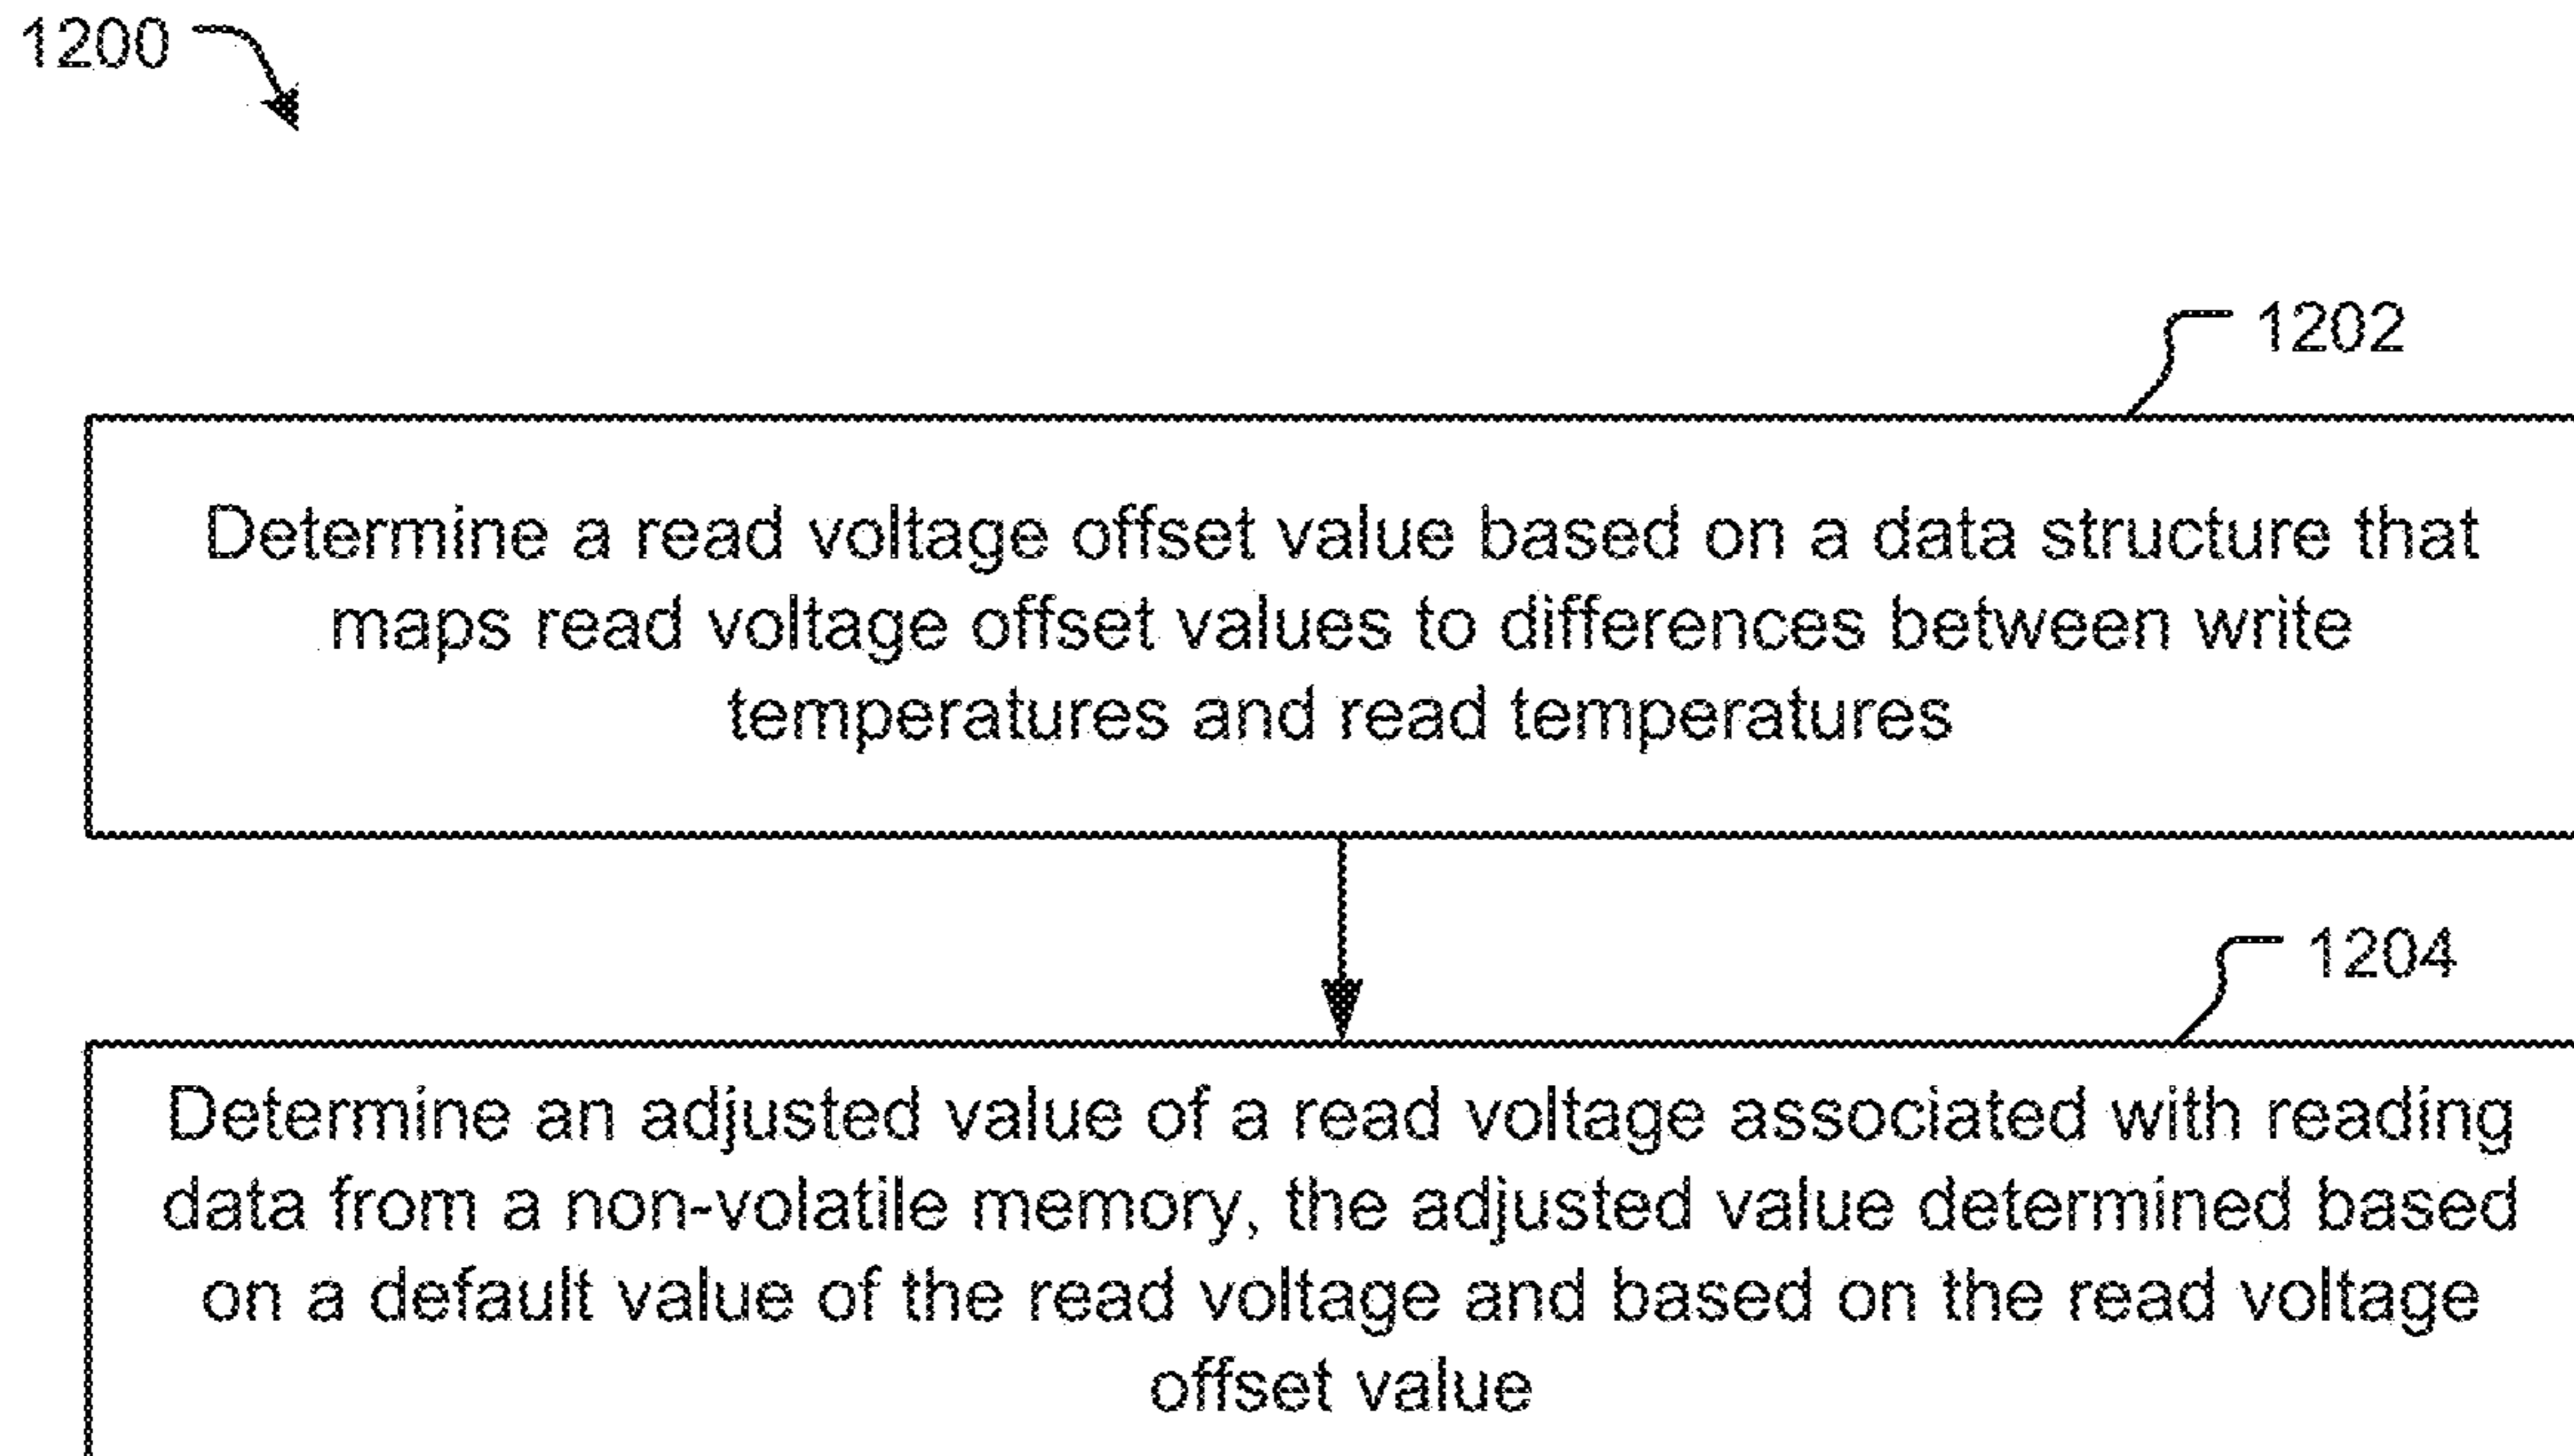 1200
1202
Determine a read voltage offset value based on a data structure that
maps read voltage offset values to differences between write
temperatures and read temperatures
1204
Determine an adjusted value of a read voltage associated with reading
data from a non-volatile memory, the adjusted value determined based
on a default value of the read voltage and based on the read voltage
offset value